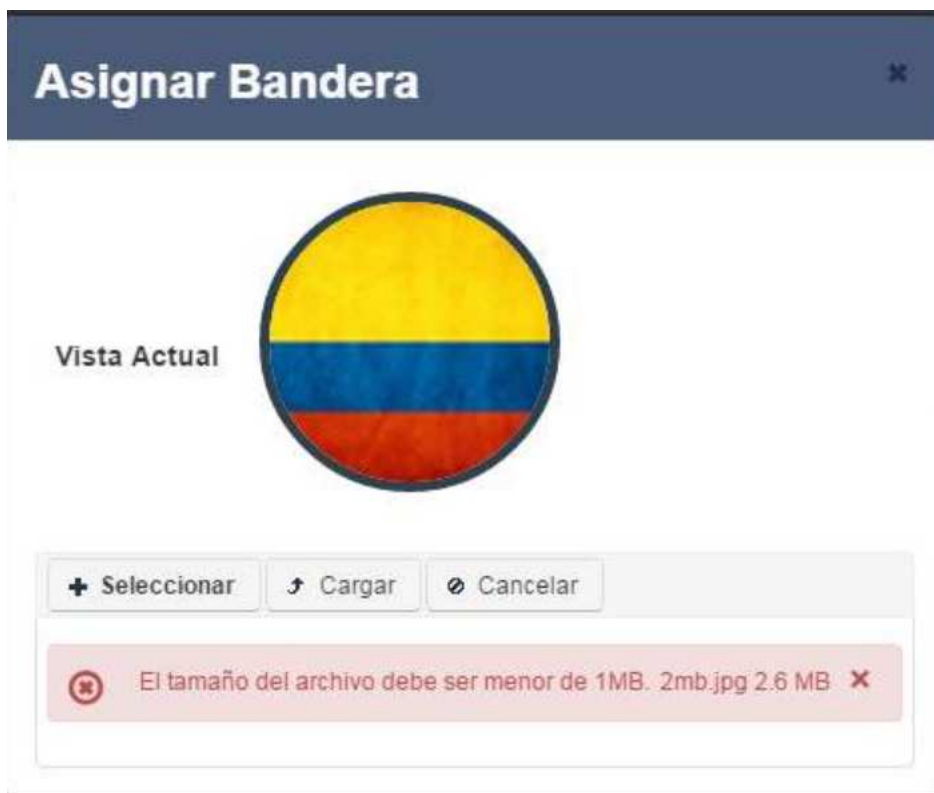 Asignar Bandera
Vista Actual
Seleccionar Cargar Cancelar
El tamaño del archivo debe ser menor de 1MB. 2mb.jpg 2.6 MB